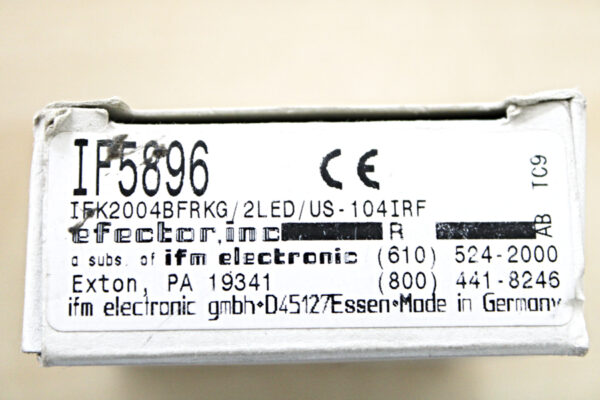 IF5896 CE
IFK2004BFRKG/2LED/US-104IRF
efector,inc R
a subs. of ifm electronic (610) 524-2000
Exton, PA 19341 (800) 441-8246
ifm electronic gmbh•D45127Essen•Made in Germany
AB TC9